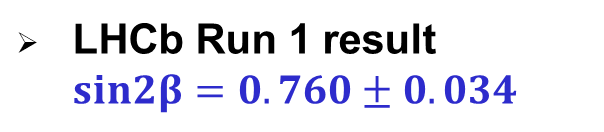 ➢ LHCb Run 1 result
sin2β = 0.760 ± 0.034